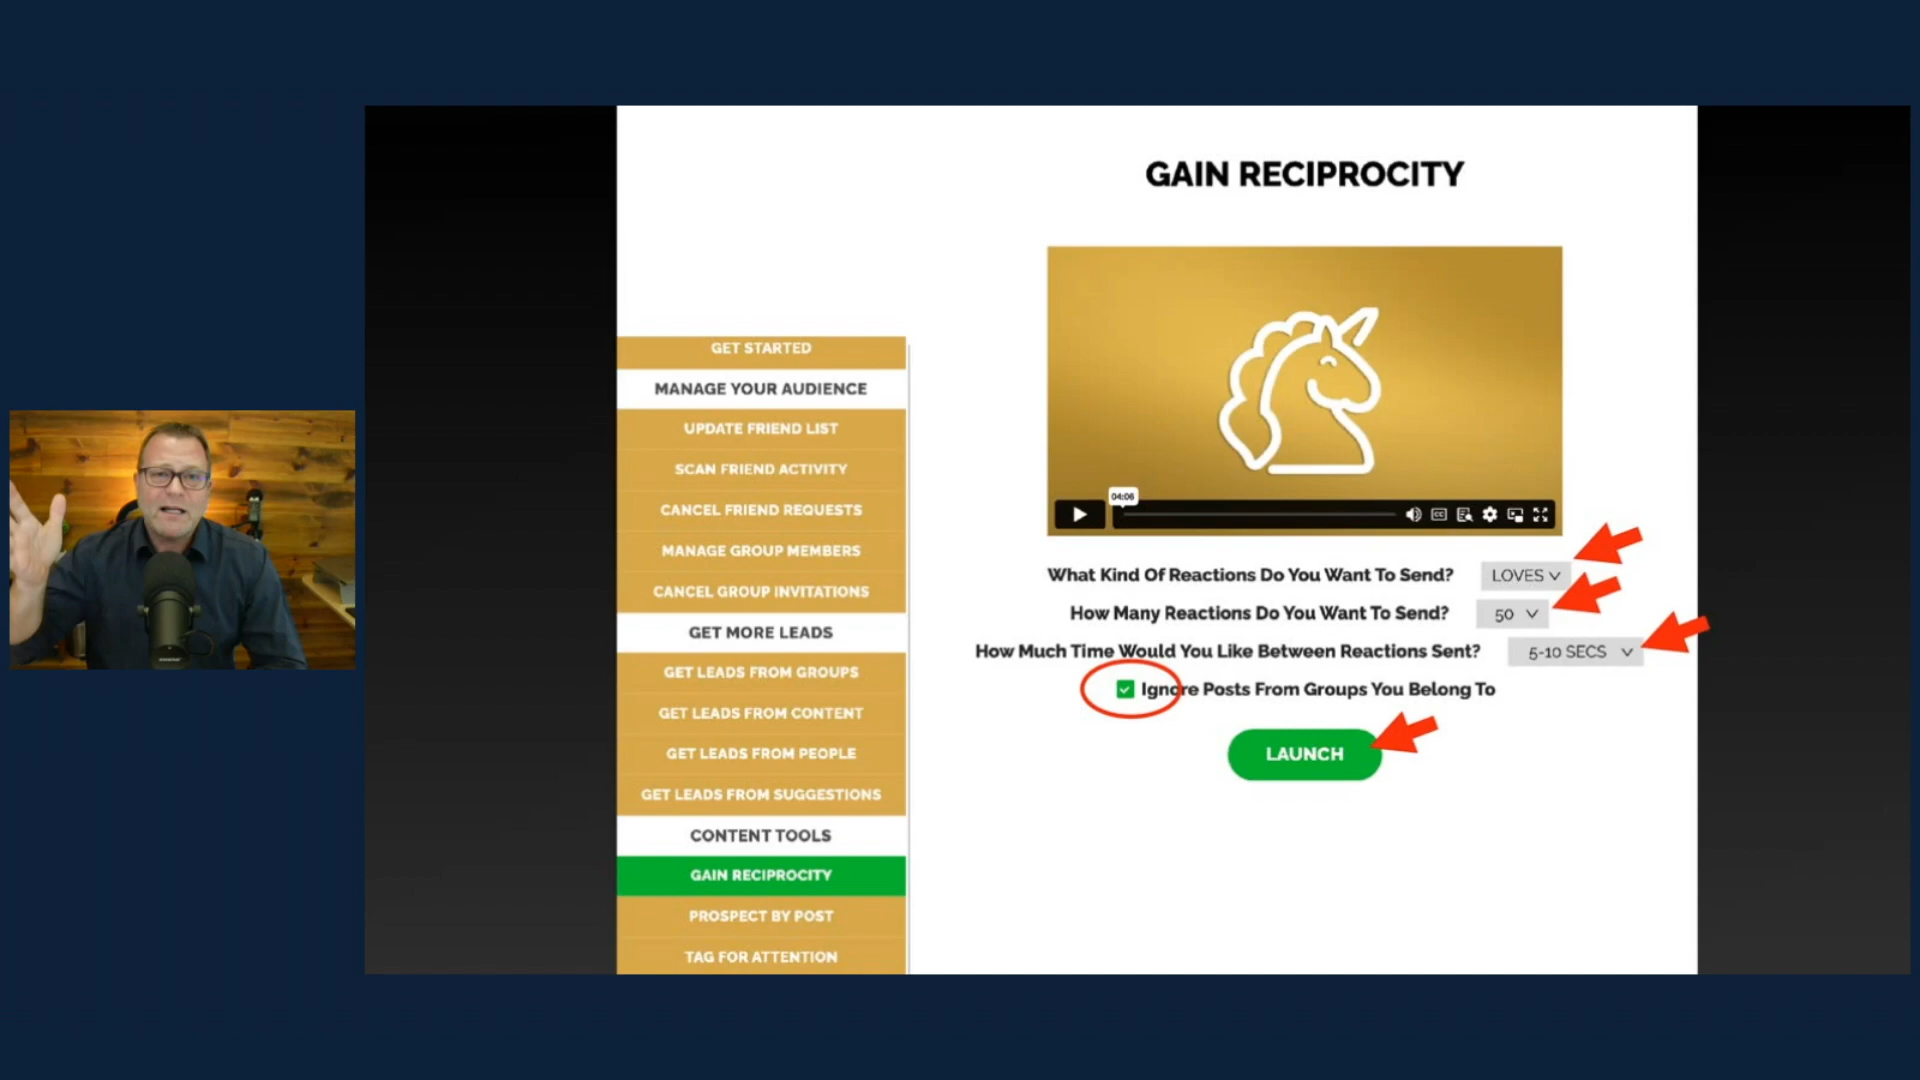 GAIN RECIPROCITY
GET STARTED
MANAGE YOUR AUDIENCE
UPDATE FRIEND LIST
SCAN FRIEND ACTIVITY
CANCEL FRIEND REQUESTS
MANAGE GROUP MEMBERS
CANCEL GROUP INVITATIONS
GET MORE LEADS
GET LEADS FROM GROUPS
GET LEADS FROM CONTENT
GET LEADS FROM PEOPLE
GET LEADS FROM SUGGESTIONS
CONTENT TOOLS
GAIN RECIPROCITY
PROSPECT BY POST
TAG FOR ATTENTION
04:06
CC
What Kind Of Reactions Do You Want To Send? LOVES
How Many Reactions Do You Want To Send? 50
How Much Time Would You Like Between Reactions Sent? 5-10 SECS
Ignore Posts From Groups You Belong To
LAUNCH